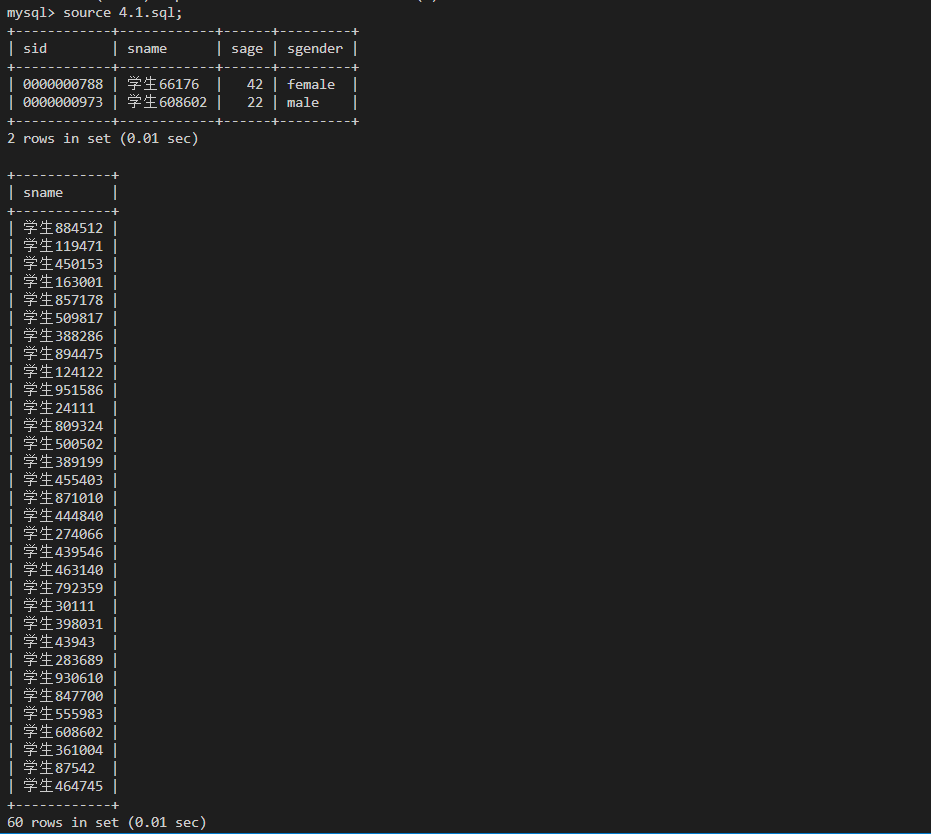 mysql> source 4.1.sql;
+------------+------------+------+---------+
| sid        | sname      | sage | sgender |
+------------+------------+------+---------+
| 0000000788 | 学生66176  |   42 | female  |
| 0000000973 | 学生608602 |   22 | male    |
+------------+------------+------+---------+
2 rows in set (0.01 sec)
+------------+
| sname      |
+------------+
| 学生884512 |
| 学生119471 |
| 学生450153 |
| 学生163001 |
| 学生857178 |
| 学生509817 |
| 学生388286 |
| 学生894475 |
| 学生124122 |
| 学生951586 |
| 学生24111  |
| 学生809324 |
| 学生500502 |
| 学生389199 |
| 学生455403 |
| 学生871010 |
| 学生444840 |
| 学生274066 |
| 学生439546 |
| 学生463140 |
| 学生792359 |
| 学生30111  |
| 学生398031 |
| 学生43943  |
| 学生283689 |
| 学生930610 |
| 学生847700 |
| 学生555983 |
| 学生608602 |
| 学生361004 |
| 学生87542  |
| 学生464745 |
+------------+
60 rows in set (0.01 sec)